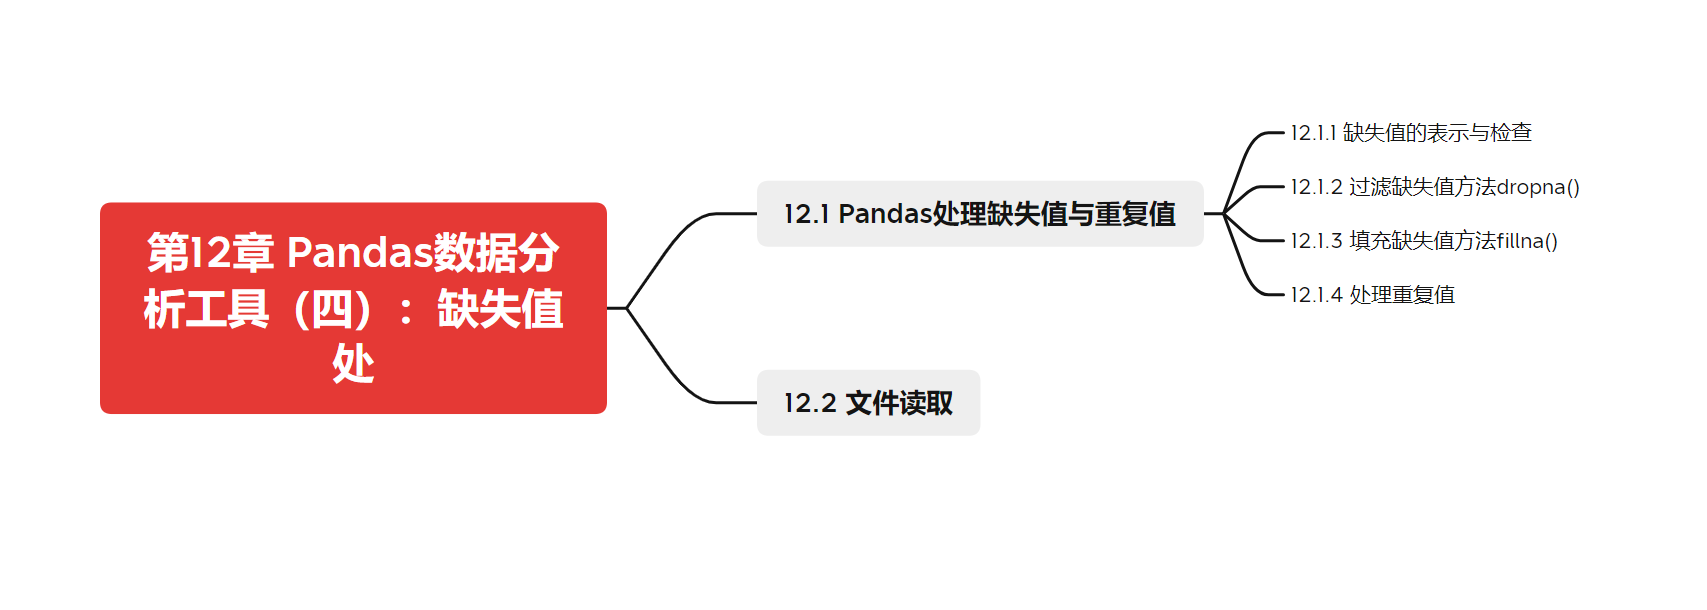 第12章 Pandas数据分
析工具（四）：缺失值
处
12.1 Pandas处理缺失值与重复值
12.1.1 缺失值的表示与检查
12.1.2 过滤缺失值方法dropna()
12.1.3 填充缺失值方法fillna()
12.1.4 处理重复值
12.2 文件读取